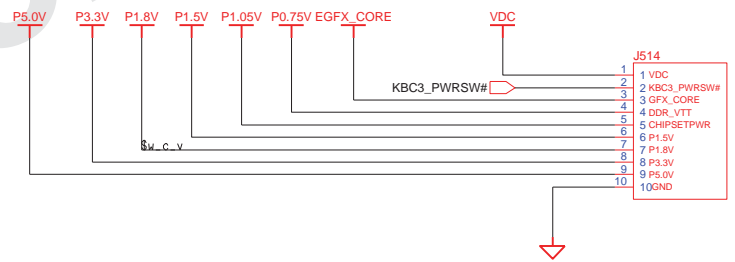 P5.0V P3.3V P1.8V P1.5V P1.05V P0.75V EGFX_CORE VDC
J514
1 1 VDC
KBC3_PWRSW# 2 2 KBC3_PWRSW#
3 3 GFX_CORE
4 4 DDR_VTT
5 5 CHIPSETPWR
6 6 P1.5V
$w_c_v 7 7 P1.8V
8 8 P3.3V
9 9 P5.0V
10 10 GND